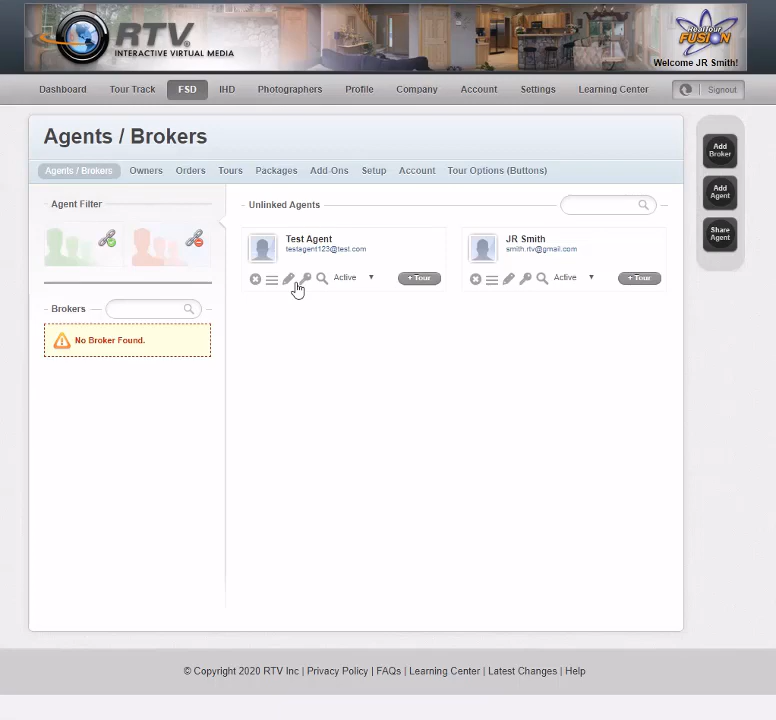 RTV®
INTERACTIVE VIRTUAL MEDIA
RealTour
FUSION
Welcome JR Smith!
Dashboard Tour Track FSD IHD Photographers Profile Company Account Settings Learning Center Signout
Agents / Brokers
Agents / Brokers Owners Orders Tours Packages Add-Ons Setup Account Tour Options (Buttons)
Add
Broker
Add
Agent
Share
Agent
Agent Filter
Unlinked Agents
Test Agent
testagent123@test.com
Active
+ Tour
JR Smith
smith.rtv@gmail.com
Active
+ Tour
Brokers
No Broker Found.
© Copyright 2020 RTV Inc | Privacy Policy | FAQs | Learning Center | Latest Changes | Help